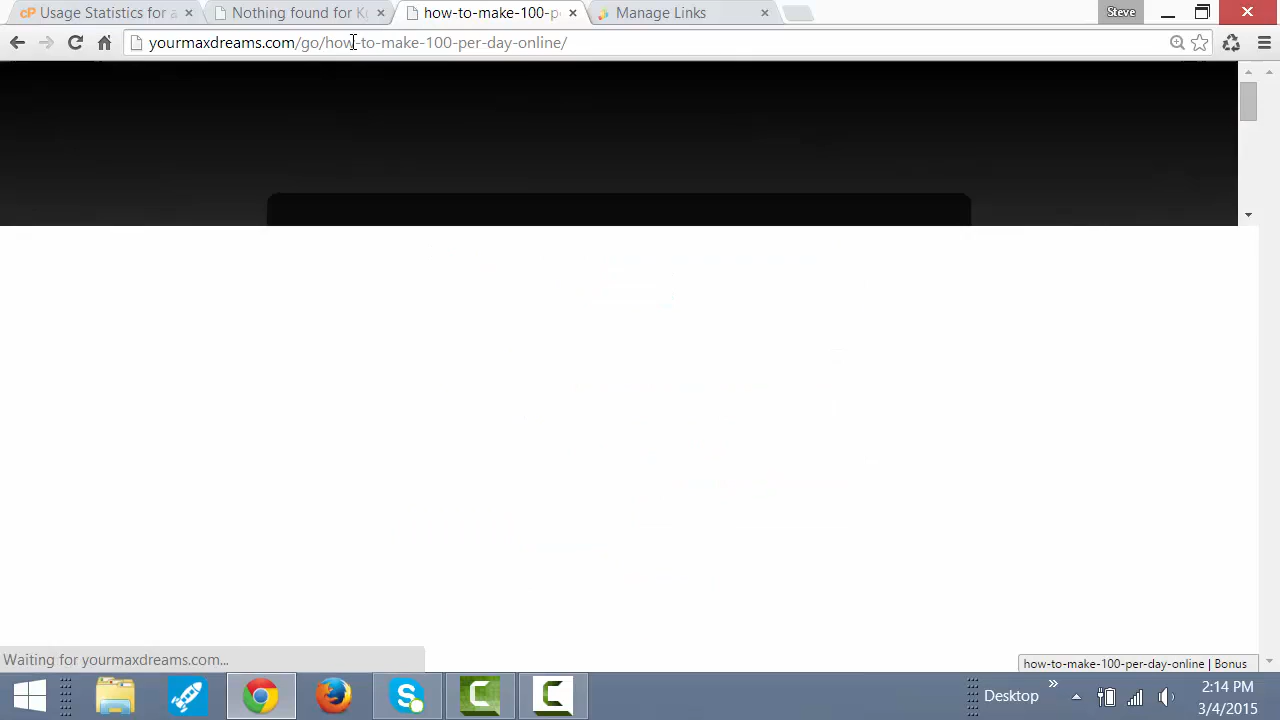 cP Usage Statistics for a
Nothing found for K
how-to-make-100-p
Manage Links
Steve
yourmaxdreams.com/go/how-to-make-100-per-day-online/
Waiting for yourmaxdreams.com...
how-to-make-100-per-day-online | Bonus
Desktop
2:14 PM
3/4/2015